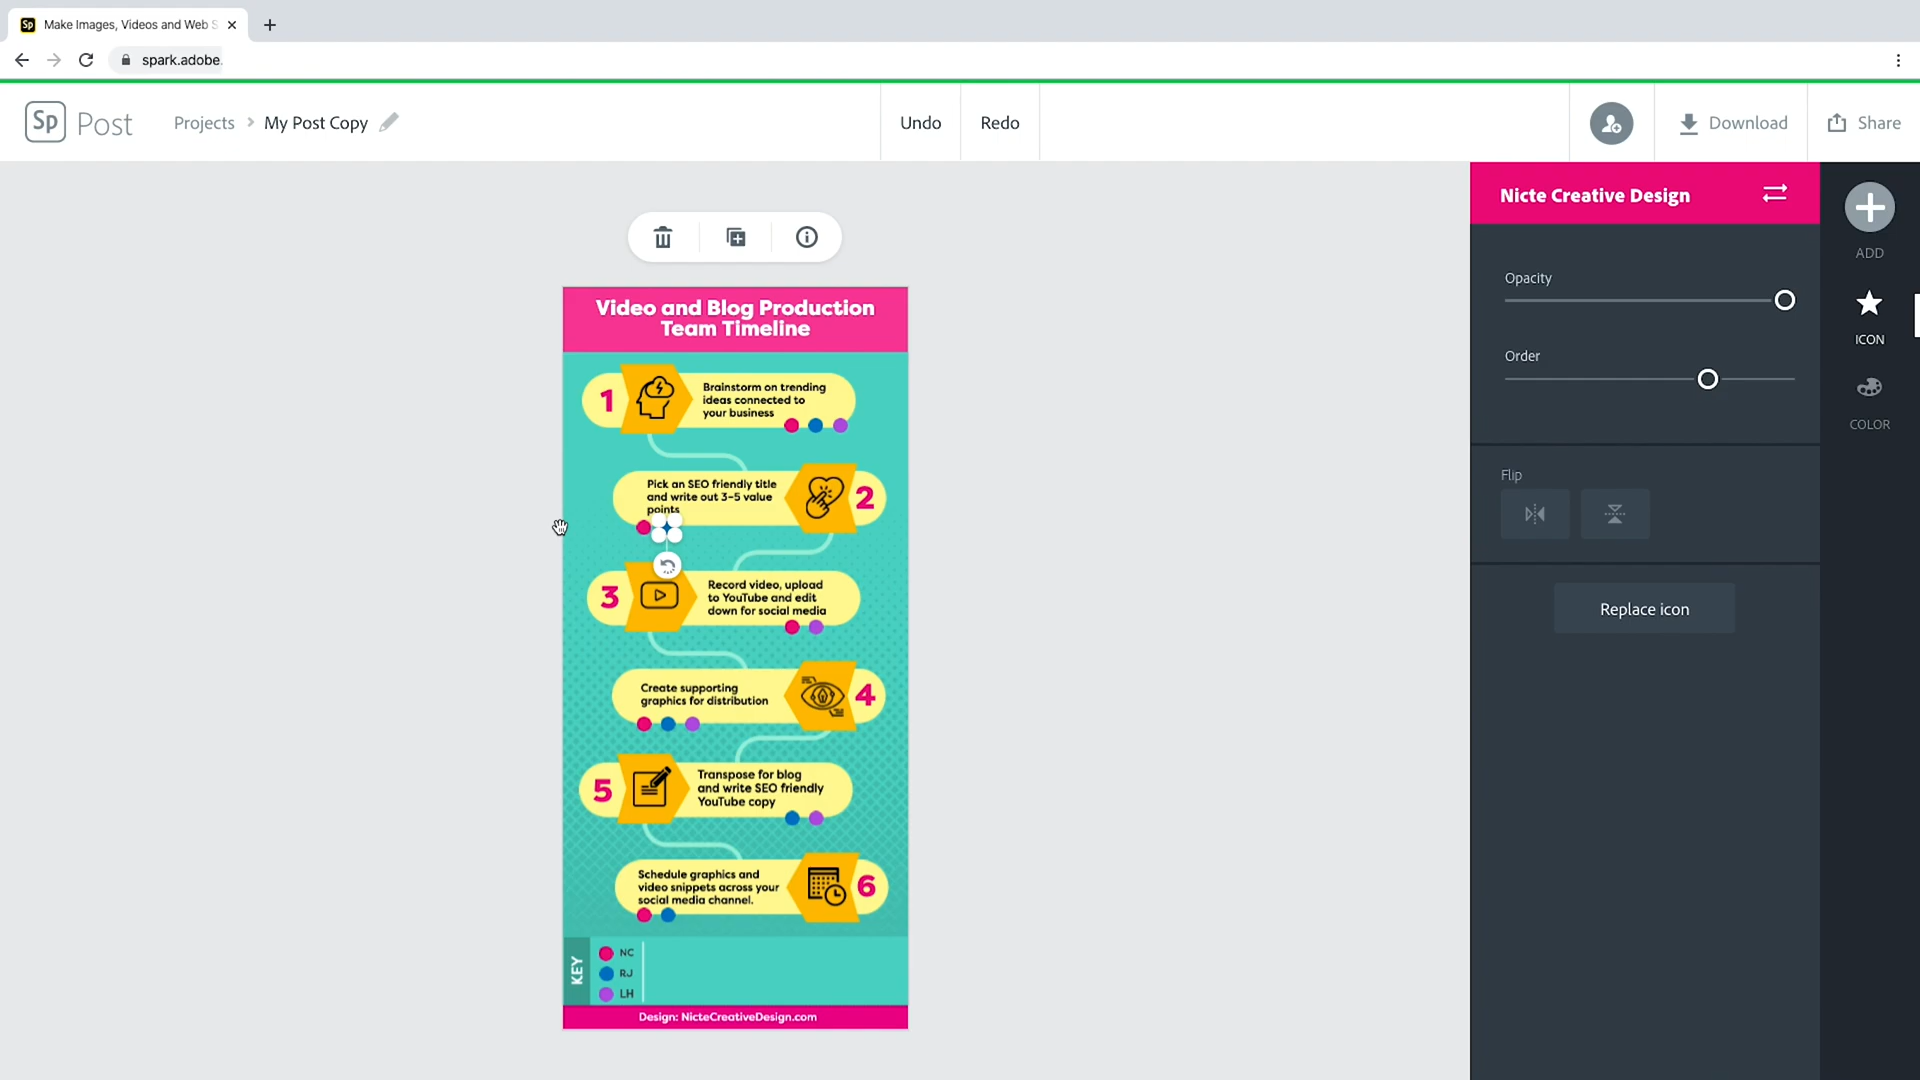 Sp
Make Images, Videos and Web S
spark.adobe.
Sp Post
Projects > My Post Copy
Undo
Redo
Download
Share
Nicte Creative Design
Opacity
Order
Flip
Replace icon
ADD
ICON
COLOR
Video and Blog Production
Team Timeline
1
Brainstorm on trending
ideas connected to
your business
Pick an SEO friendly title
and write out 3-5 value
points
2
3
Record video, upload
to YouTube and edit
down for social media
Create supporting
graphics for distribution
4
5
Transpose for blog
and write SEO friendly
YouTube copy
Schedule graphics and
video snippets across your
social media channel.
6
KEY
NC
RJ
LH
Design: NicteCreativeDesign.com